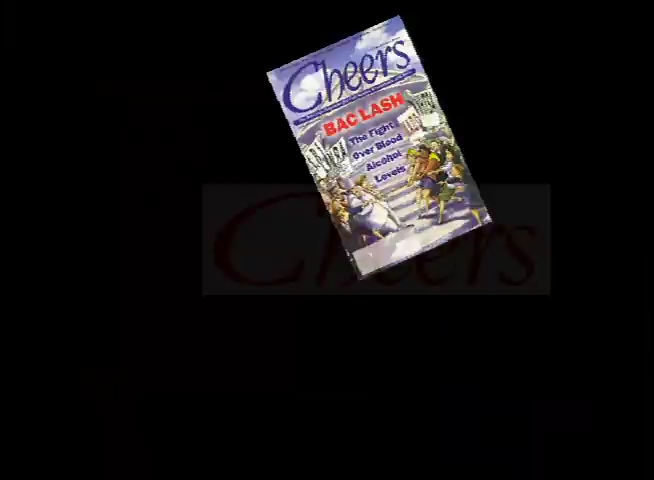 Cheers
BAC LASH
The Fight
Over Blood
Alcohol
Levels
Cheers